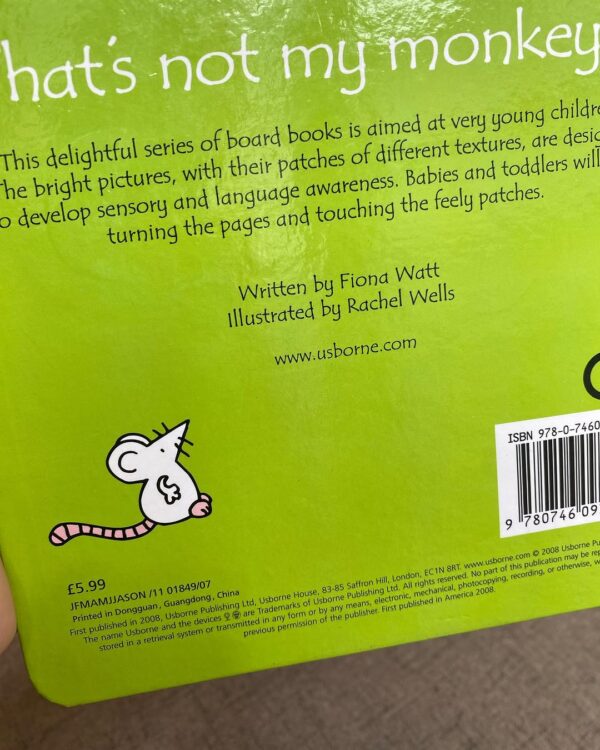 hat's not my monkey
This delightful series of board books is aimed at very young childre
he bright pictures, with their patches of different textures, are desig
o develop sensory and language awareness. Babies and toddlers will
turning the pages and touching the feely patches.
Written by Fiona Watt
Illustrated by Rachel Wells
www.usborne.com
ISBN 978-0-7460
9 780746 09
£5.99
JFMAMJJASON /11 01849/07
Printed in Dongguan, Guangdong, China
First published in 2008, Usborne Publishing Ltd, Usborne House, 83-85 Saffron Hill, London, EC1N 8RT. www.usborne.com © 2008 Usborne Pu
The name Usborne and the devices are Trademarks of Usborne Publishing Ltd. All rights reserved. No part of this publication may be rep
stored in a retrieval system or transmitted in any form or by any means, electronic, mechanical, photocopying, recording, or otherwise, w
previous permission of the publisher. First published in America 2008.